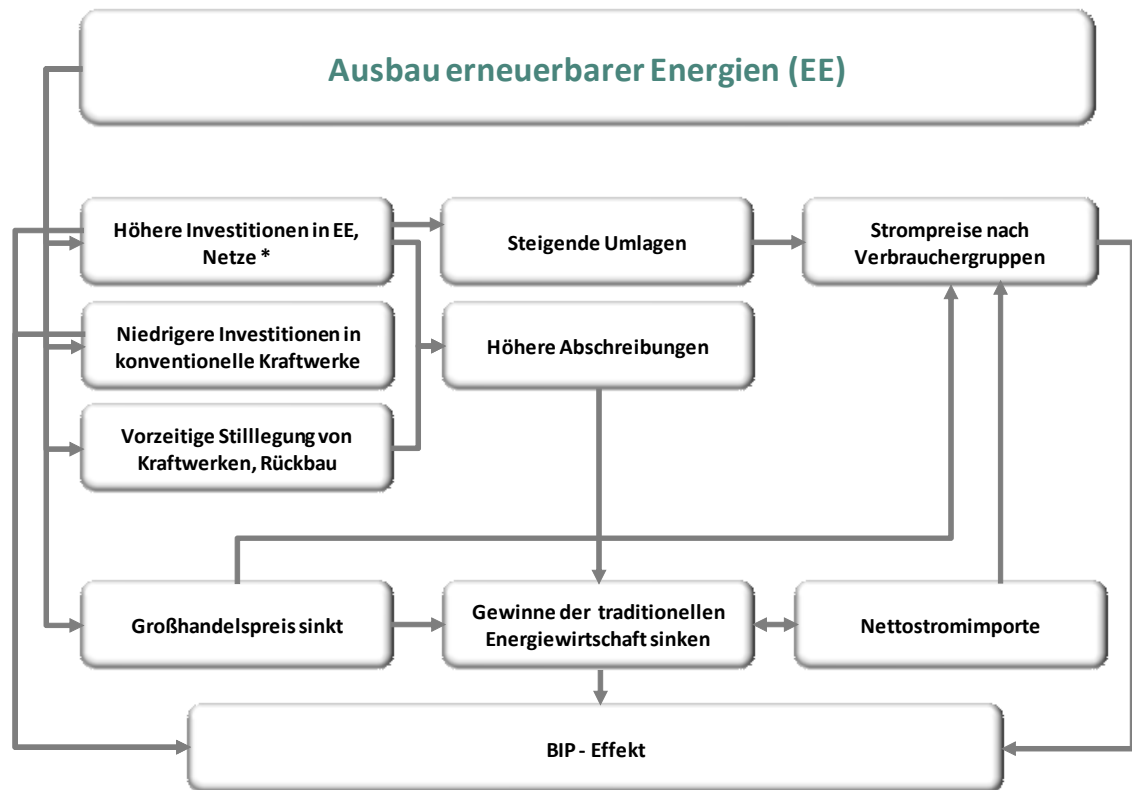 Ausbau erneuerbarer Energien (EE)
Höhere Investitionen in EE,
Netze *
Steigende Umlagen
Strompreise nach
Verbrauchergruppen
Niedrigere Investitionen in
konventionelle Kraftwerke
Höhere Abschreibungen
Vorzeitige Stilllegung von
Kraftwerken, Rückbau
Großhandelspreis sinkt
Gewinne der traditionellen
Energiewirtschaft sinken
Nettostromimporte
BIP - Effekt